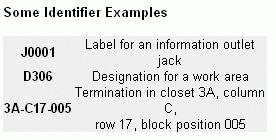 Some Identifier Examples
J0001 Label for an information outlet
jack
D306 Designation for a work area
3A-C17-005 Termination in closet 3A, column
C,
row 17, block position 005